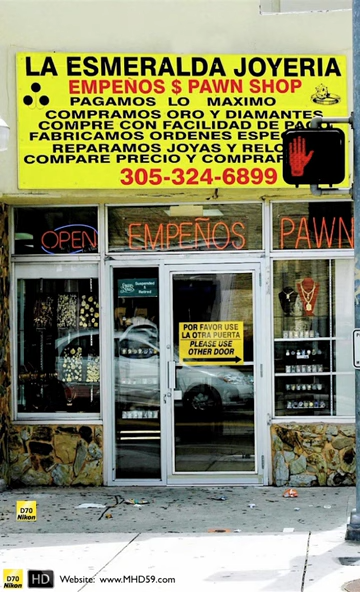 LA ESMERALDA JOYERIA
EMPEÑOS $ PAWN SHOP
PAGAMOS LO MAXIMO
COMPRAMOS ORO Y DIAMANTES
COMPRE CON FACILIDAD DE
FABRICAMOS ORDENES
REPARAMOS JOYAS Y
COMPARE PRECIO Y
305-324-6899
OPEN EMPEÑOS PAWN
POR FAVOR USE
LA OTRA PUERTA
PLEASE USE
OTHER DOOR
D70
Nikon
D70
Nikon
HD
Website: www.MHD59.com